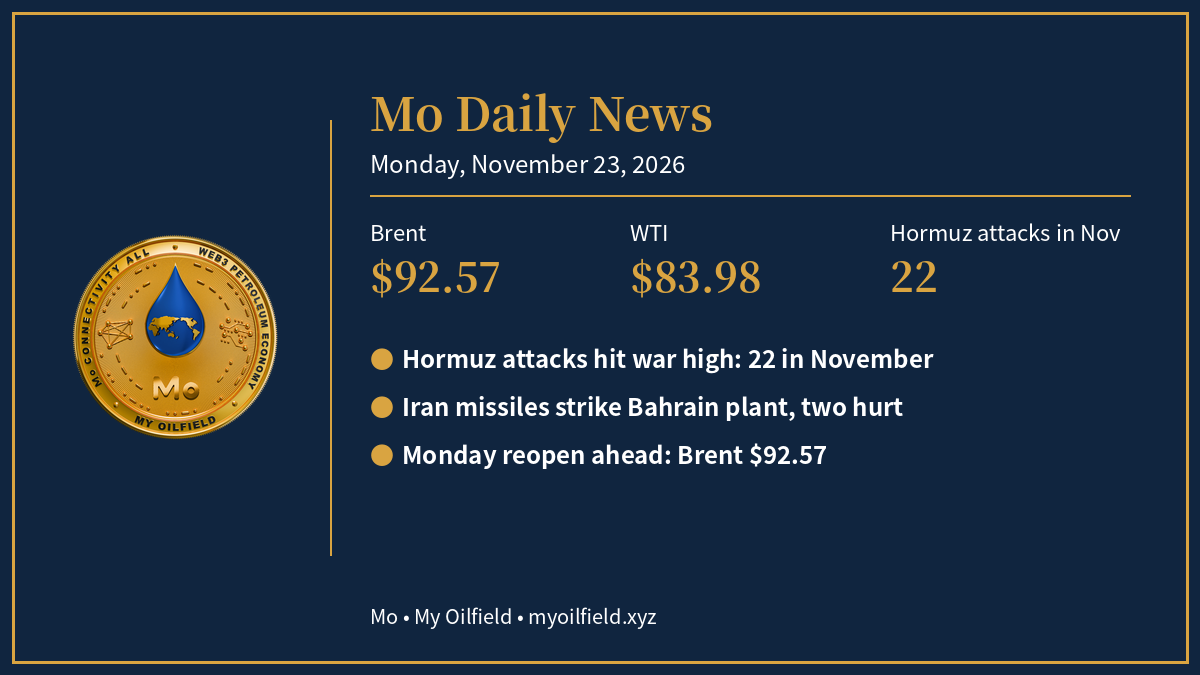 Mo Daily News
Monday, November 23, 2026
Brent
WTI
Hormuz attacks in Nov
$92.57
$83.98
22
Hormuz attacks hit war high: 22 in November
Iran missiles strike Bahrain plant, two hurt
Monday reopen ahead: Brent $92.57
Mo CONNECTIVITY ALL
WEB3 PETROLEUM ECONOMY
Mo
MY OILFIELD
Mo • My Oilfield • myoilfield.xyz